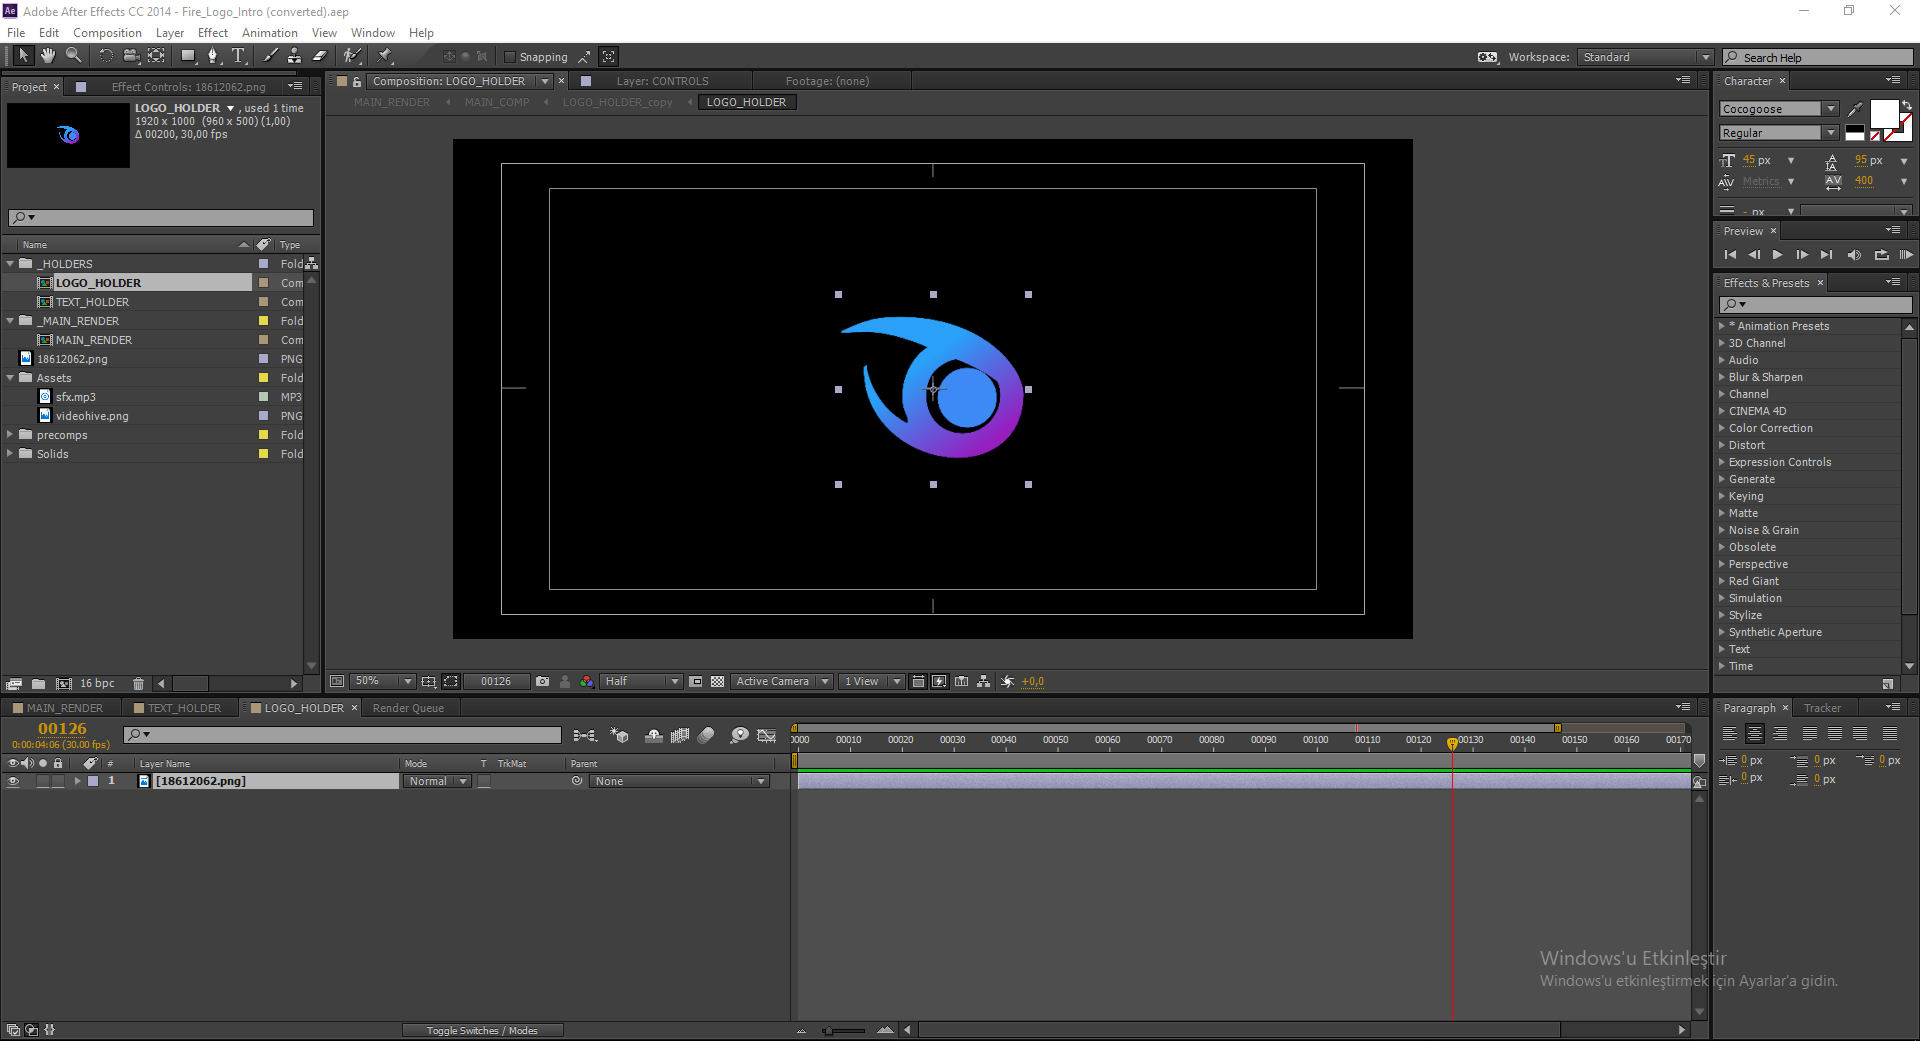 Adobe After Effects CC 2014 - Fire_Logo_Intro (converted).aep
File Edit Composition Layer Effect Animation View Window Help
Snapping
Workspace: Standard
Search Help
Project
Effect Controls: 18612062.png
Composition: LOGO_HOLDER
Layer: CONTROLS
Footage: (none)
MAIN_RENDER MAIN_COMP LOGO_HOLDER_copy LOGO_HOLDER
LOGO_HOLDER , used 1 time
1920 x 1000 (960 x 500) (1,00)
Δ 00200, 30,00 fps
Name Type
_HOLDERS Fold
LOGO_HOLDER Com
TEXT_HOLDER Com
_MAIN_RENDER Fold
MAIN_RENDER Com
18612062.png PNG
Assets Fold
sfx.mp3 MP3
videohive.png PNG
precomps Fold
Solids Fold
16 bpc
50%
00126
Half
Active Camera
1 View
+0,0
Character
Cocogoose
Regular
45 px
95 px
Metrics
400
- px
Preview
Effects & Presets
* Animation Presets
3D Channel
Audio
Blur & Sharpen
Channel
CINEMA 4D
Color Correction
Distort
Expression Controls
Generate
Keying
Matte
Noise & Grain
Obsolete
Perspective
Red Giant
Simulation
Stylize
Synthetic Aperture
Text
Time
MAIN_RENDER
TEXT_HOLDER
LOGO_HOLDER
Render Queue
00126
0:00:04:06 (30.00 fps)
0000 00010 00020 00030 00040 00050 00060 00070 00080 00090 00100 00110 00120 00130 00140 00150 00160 00170
# Layer Name Mode T TrkMat Parent
1 [18612062.png] Normal None
Paragraph
Tracker
0 px 0 px 0 px
0 px 0 px
Windows'u Etkinleştir
Windows'u etkinleştirmek için Ayarlar'a gidin.
Toggle Switches / Modes